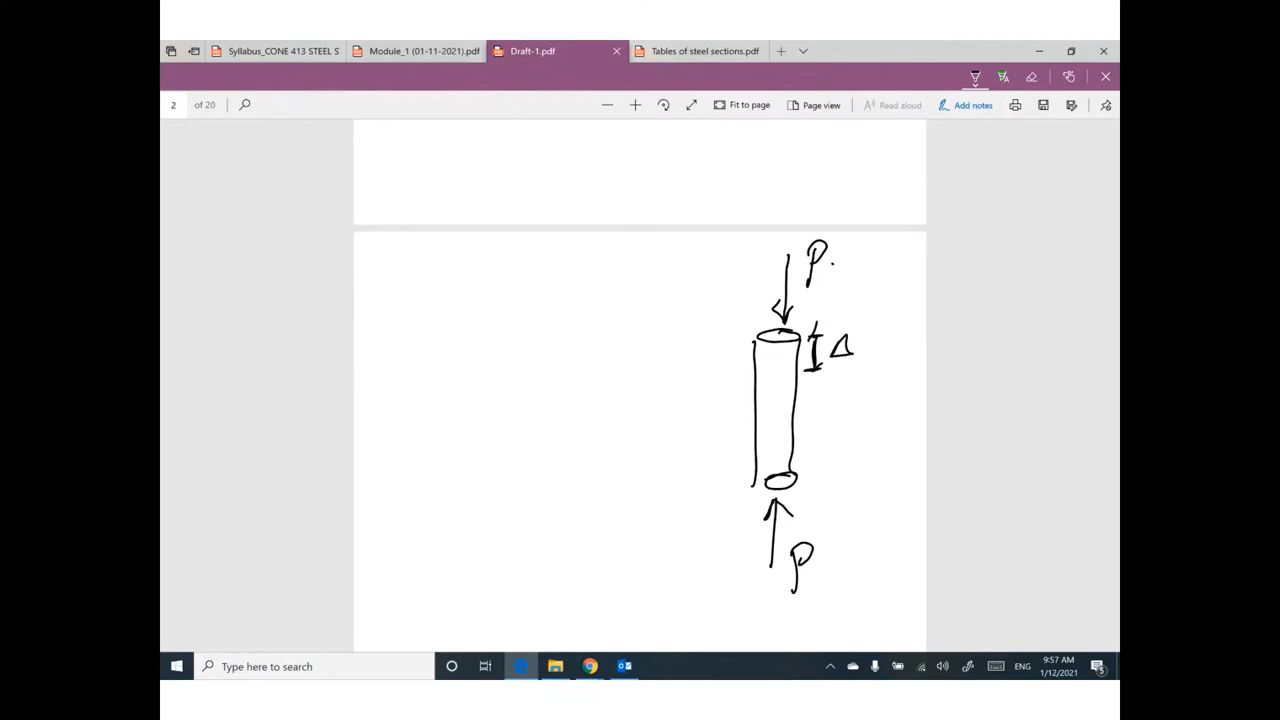 Syllabus_CONE 413 STEEL S
Module_1 (01-11-2021).pdf
Draft-1.pdf
Tables of steel sections.pdf
2 of 20
Fit to page
Page view
A Read aloud
Add notes
P.
Δ
P
Type here to search
ENG
9:57 AM
1/12/2021
5